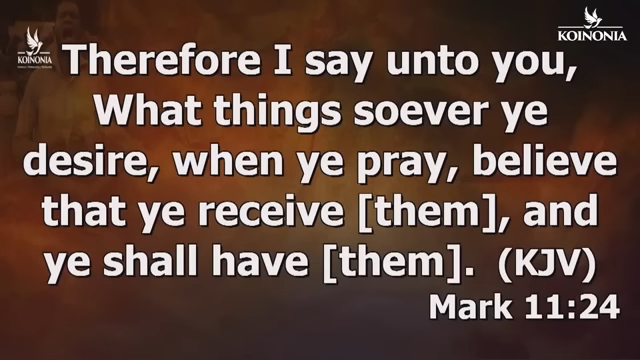 KOINONIA
KOINONIA
Therefore I say unto you,
What things soever ye
desire, when ye pray, believe
that ye receive [them], and
ye shall have [them]. (KJV)
Mark 11:24